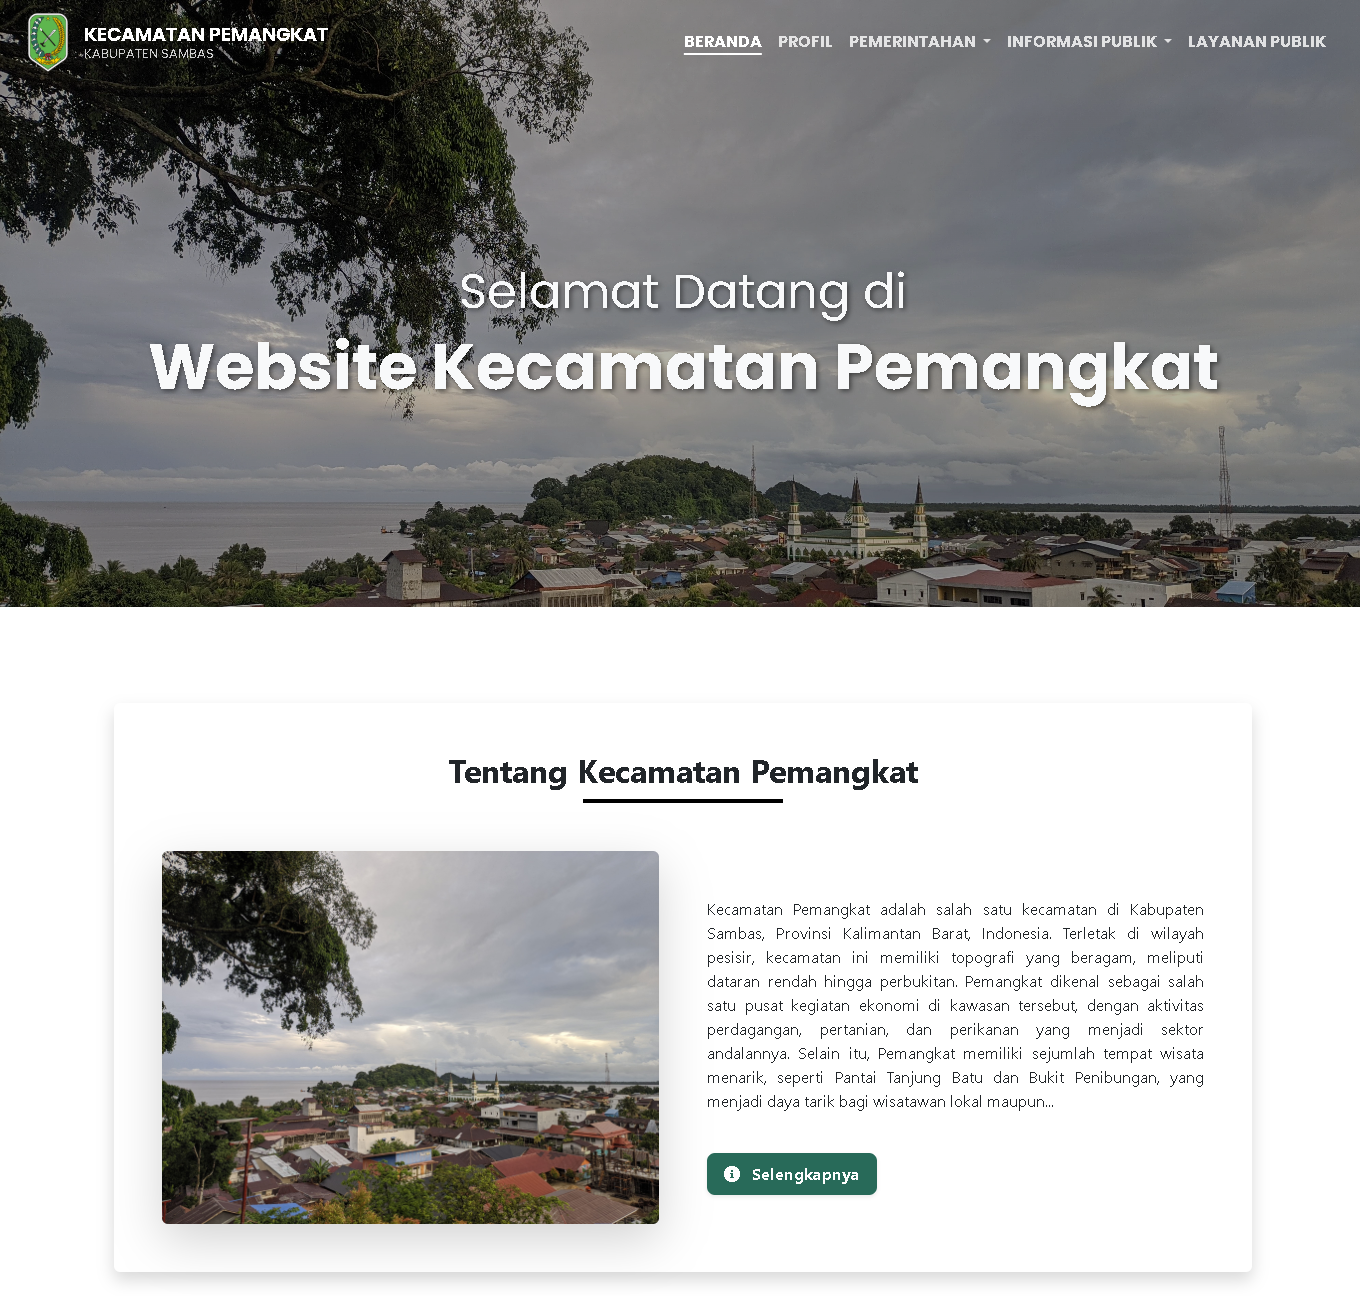 KECAMATAN PEMANGKAT
KABUPATEN SAMBAS
BERANDA PROFIL PEMERINTAHAN INFORMASI PUBLIK LAYANAN PUBLIK
Selamat Datang di
Website Kecamatan Pemangkat
Tentang Kecamatan Pemangkat
Kecamatan Pemangkat adalah salah satu kecamatan di Kabupaten
Sambas, Provinsi Kalimantan Barat, Indonesia. Terletak di wilayah
pesisir, kecamatan ini memiliki topografi yang beragam, meliputi
dataran rendah hingga perbukitan. Pemangkat dikenal sebagai salah
satu pusat kegiatan ekonomi di kawasan tersebut, dengan aktivitas
perdagangan, pertanian, dan perikanan yang menjadi sektor
andalannya. Selain itu, Pemangkat memiliki sejumlah tempat wisata
menarik, seperti Pantai Tanjung Batu dan Bukit Penibungan, yang
menjadi daya tarik bagi wisatawan lokal maupun...
Selengkapnya